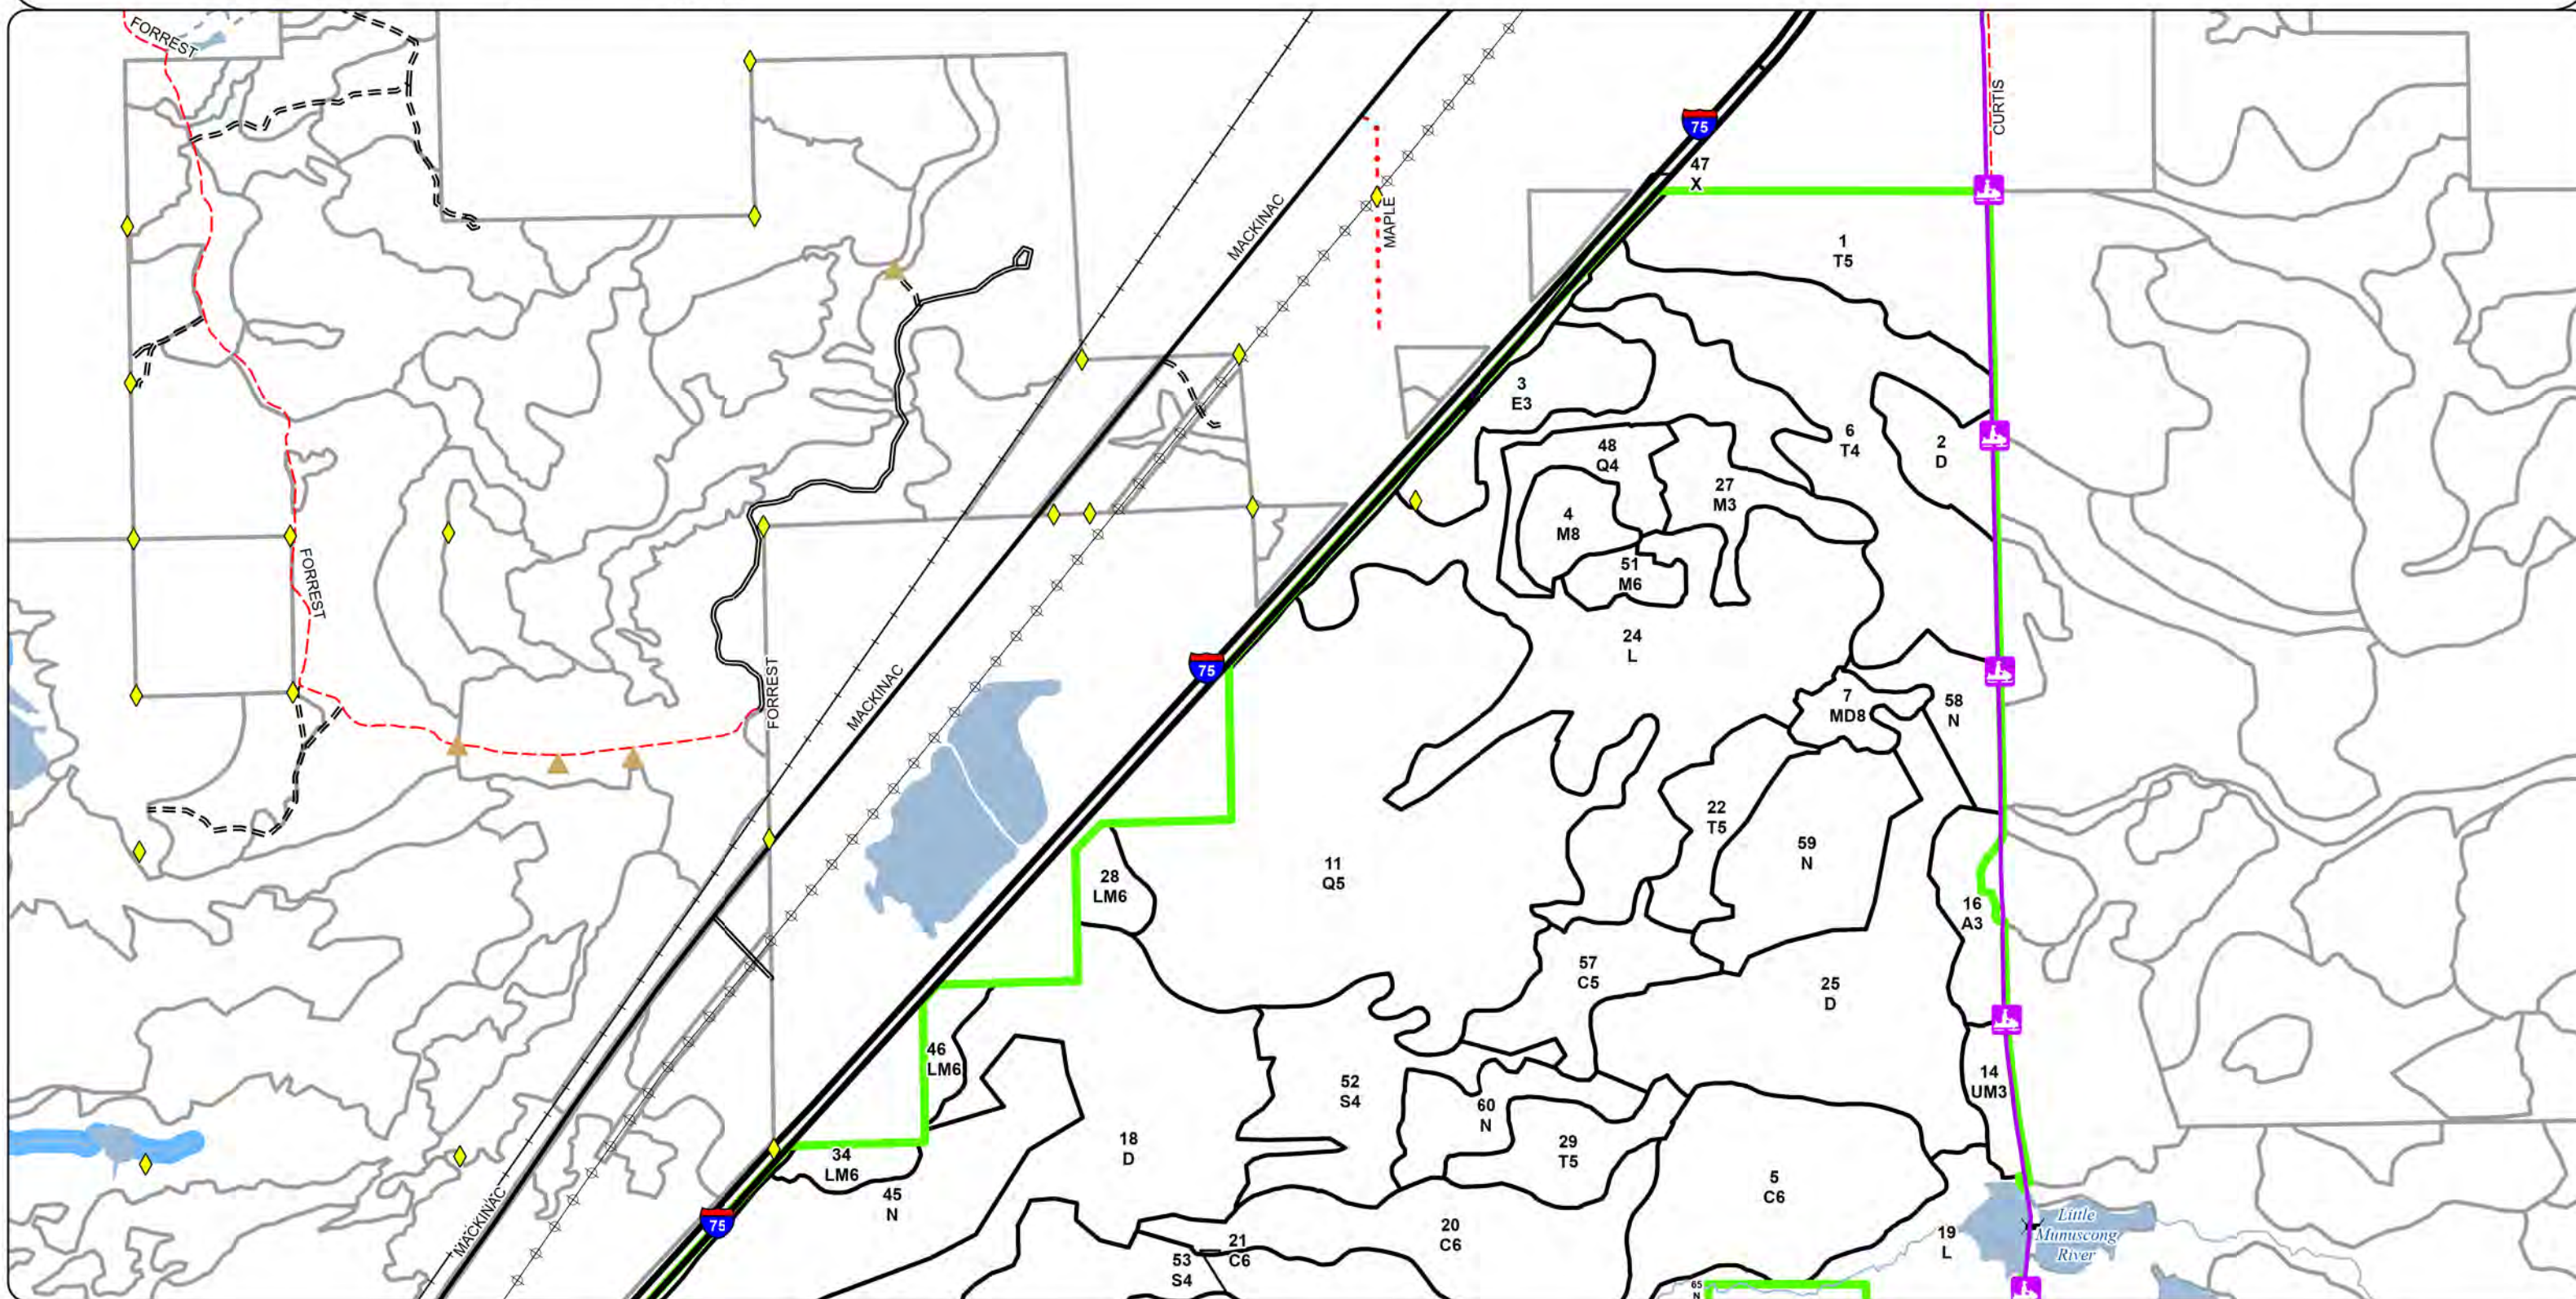 FORREST
CURTIS
75
47
X
MAPLE
MACKINAC
1
T5
3
E3
6
T4
2
D
48
Q4
27
M3
4
M8
51
M6
FORREST
24
L
75
FORREST
MACKINAC
7
MD8
58
N
22
T5
59
N
11
Q5
28
LM6
16
A3
57
C5
25
D
46
LM6
52
S4
14
UM3
60
N
29
T5
18
D
34
LM6
5
C6
45
N
MACKINAC
75
20
C6
21
C6
53
S4
19
L
Little
Munuscong
River
65
N